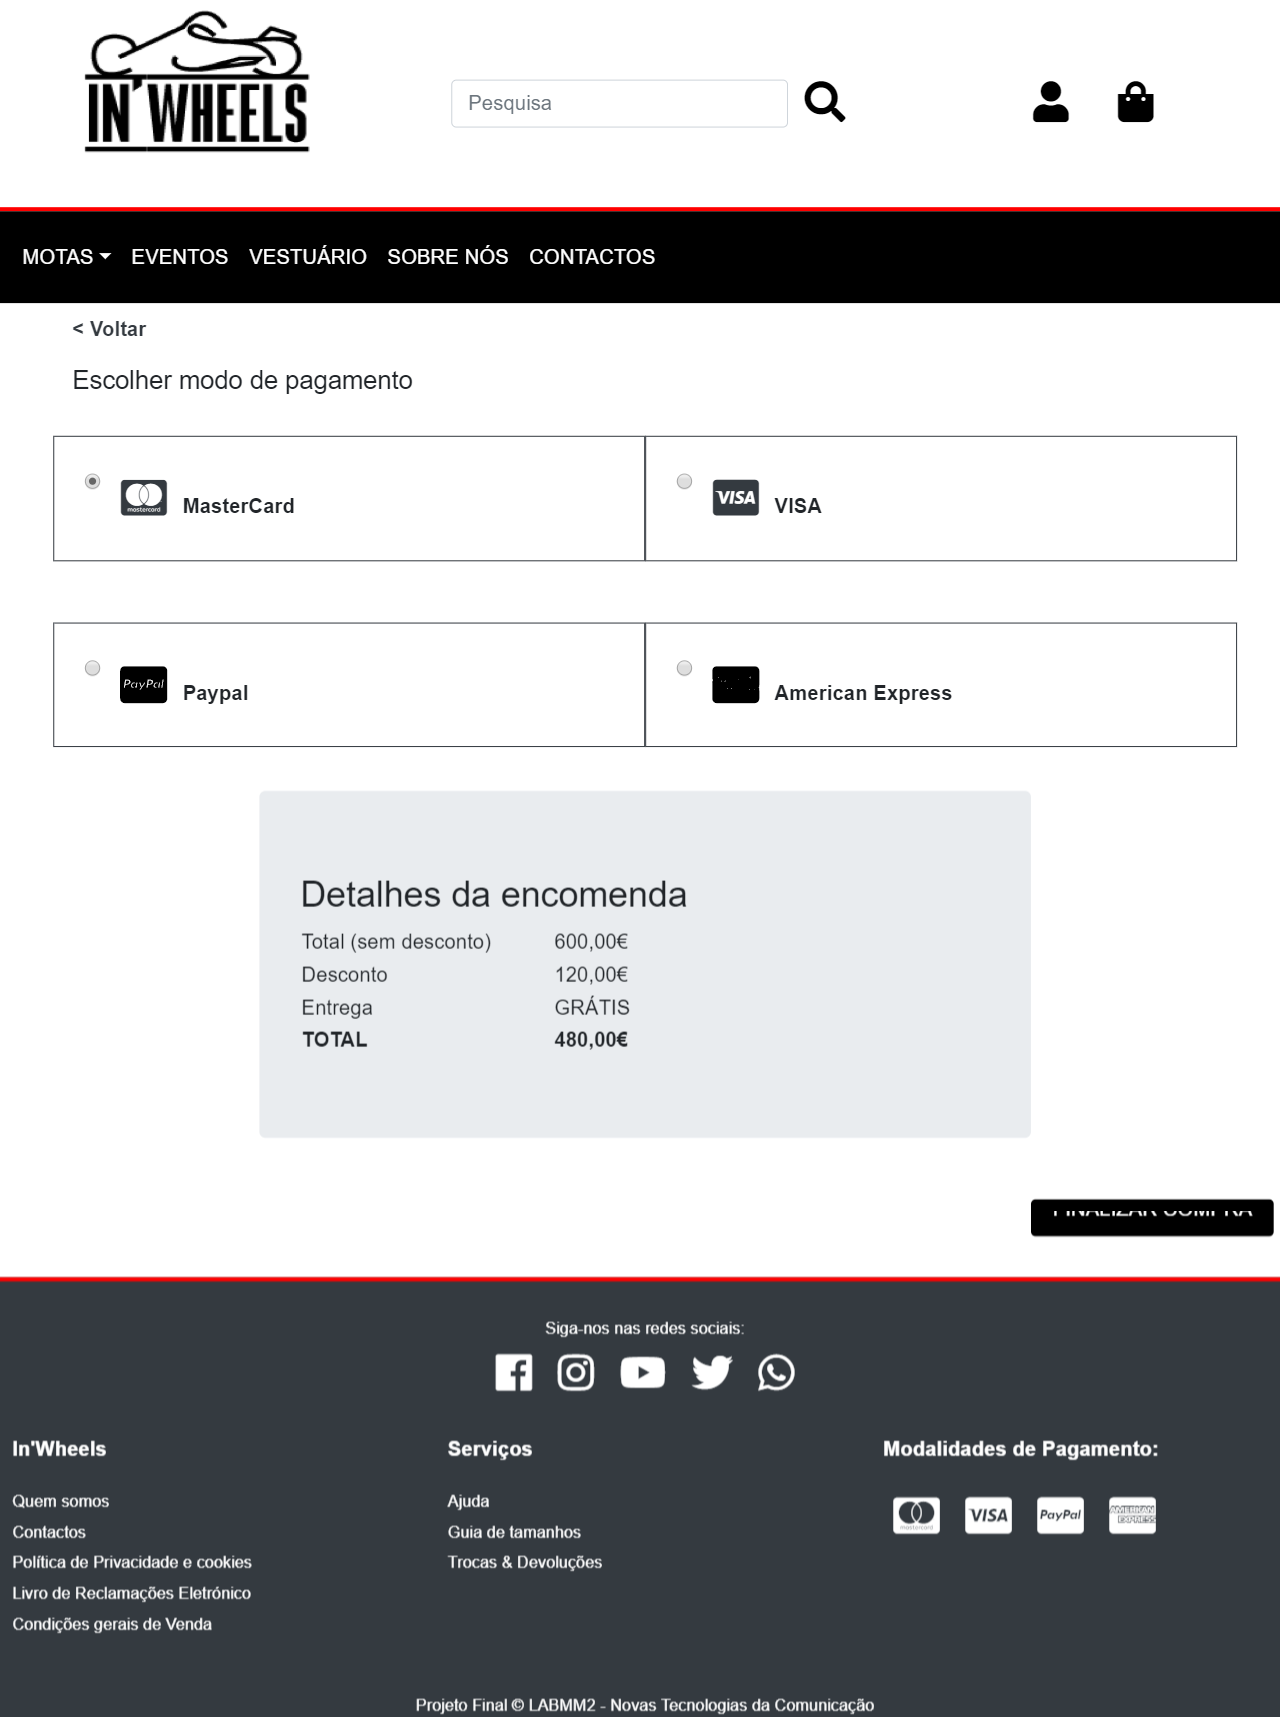 IN'WHEELS
Pesquisa
MOTAS EVENTOS VESTUÁRIO SOBRE NÓS CONTACTOS
< Voltar
Escolher modo de pagamento
mastercard MasterCard
VISA VISA
PayPal Paypal
American Express
Detalhes da encomenda
Total (sem desconto) 600,00€
Desconto 120,00€
Entrega GRÁTIS
TOTAL 480,00€
FINALIZAR COMPRA
Siga-nos nas redes sociais:
In'Wheels
Quem somos
Contactos
Política de Privacidade e cookies
Livro de Reclamações Eletrónico
Condições gerais de Venda
Serviços
Ajuda
Guia de tamanhos
Trocas & Devoluções
Modalidades de Pagamento:
mastercard VISA PayPal AMERICAN EXPRESS
Projeto Final © LABMM2 - Novas Tecnologias da Comunicação